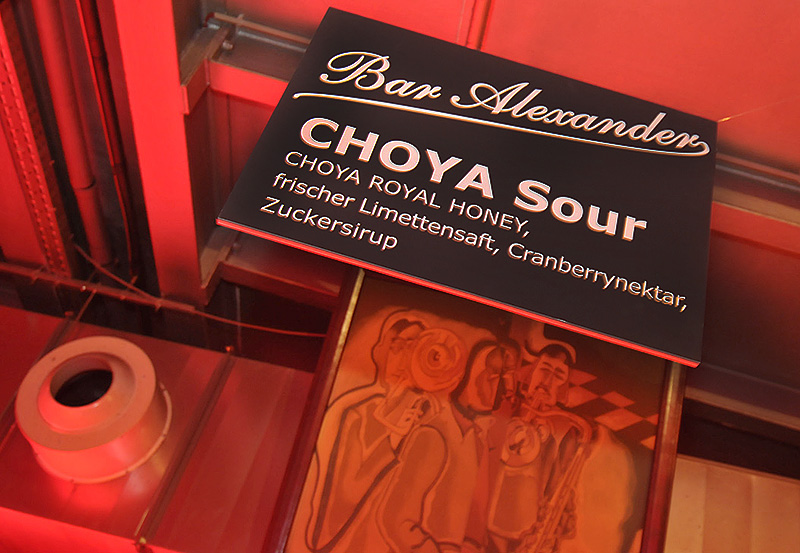 Bar Alexander
CHOYA Sour
CHOYA ROYAL HONEY,
frischer Limettensaft, Cranberrynektar,
Zuckersirup